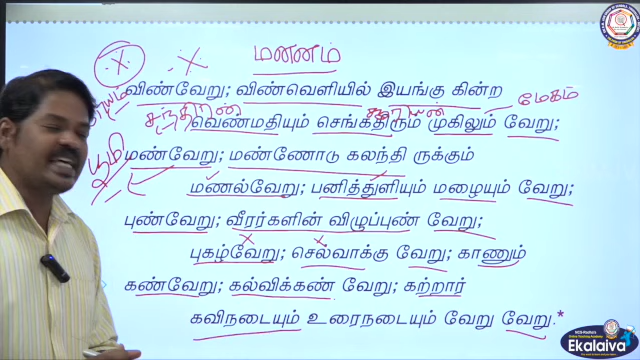 மனனம்
விண்வேறு; விண்வெளியில் இயங்கு கின்ற
மேகம்
சந்திரன்
சூரியன்
வெண்மதியும் செங்கதிரும் முகிலும் வேறு;
பூமி
மண்வேறு; மண்ணோடு கலந்தி ருக்கும்
மணல்வேறு; பனித்துளியும் மழையும் வேறு;
புண்வேறு; வீரர்களின் விழுப்புண் வேறு;
புகழ்வேறு; செல்வாக்கு வேறு; காணும்
கண்வேறு; கல்விக்கண் வேறு; கற்றார்
கவிநடையும் உரைநடையும் வேறு வேறு.*
Ekalaiva